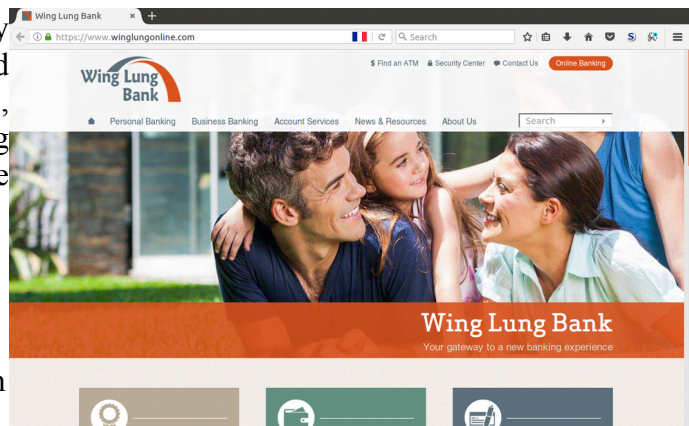 Wing Lung Bank
https://www.winglungonline.com
Search
Wing Lung
Bank
$ Find an ATM Security Center Contact Us Online Banking
Personal Banking Business Banking Account Services News & Resources About Us Search
Wing Lung Bank
Your gateway to a new banking experience